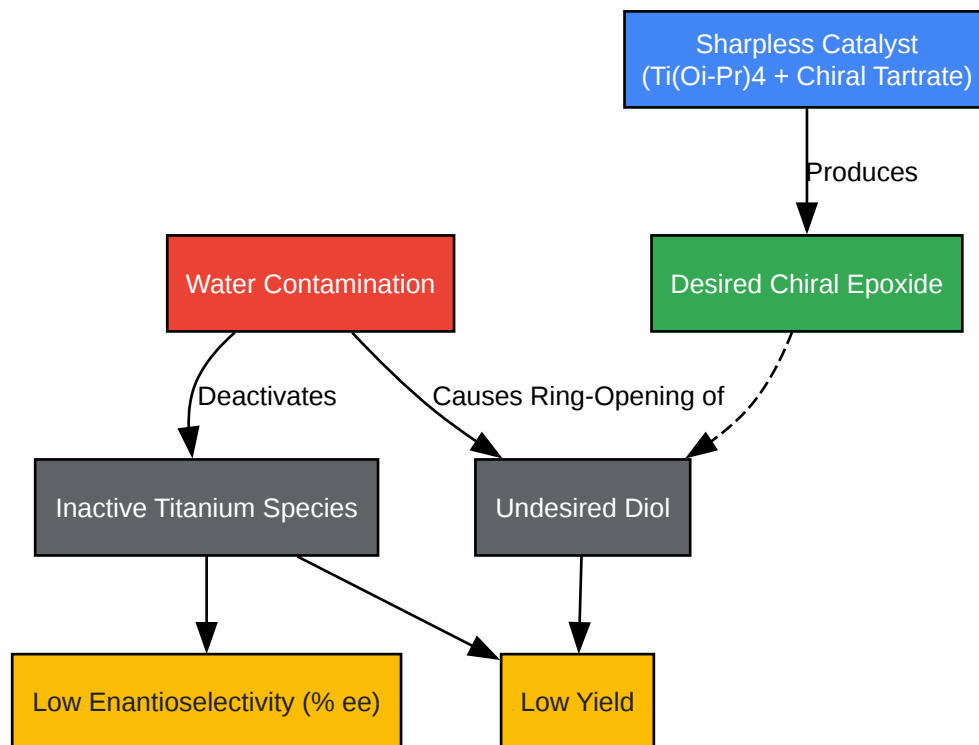 Sharpless Catalyst
(Ti(Oi-Pr)4 + Chiral Tartrate)
Produces
Water Contamination
Desired Chiral Epoxide
Deactivates
Causes Ring-Opening of
Inactive Titanium Species
Undesired Diol
Low Enantioselectivity (% ee)
Low Yield